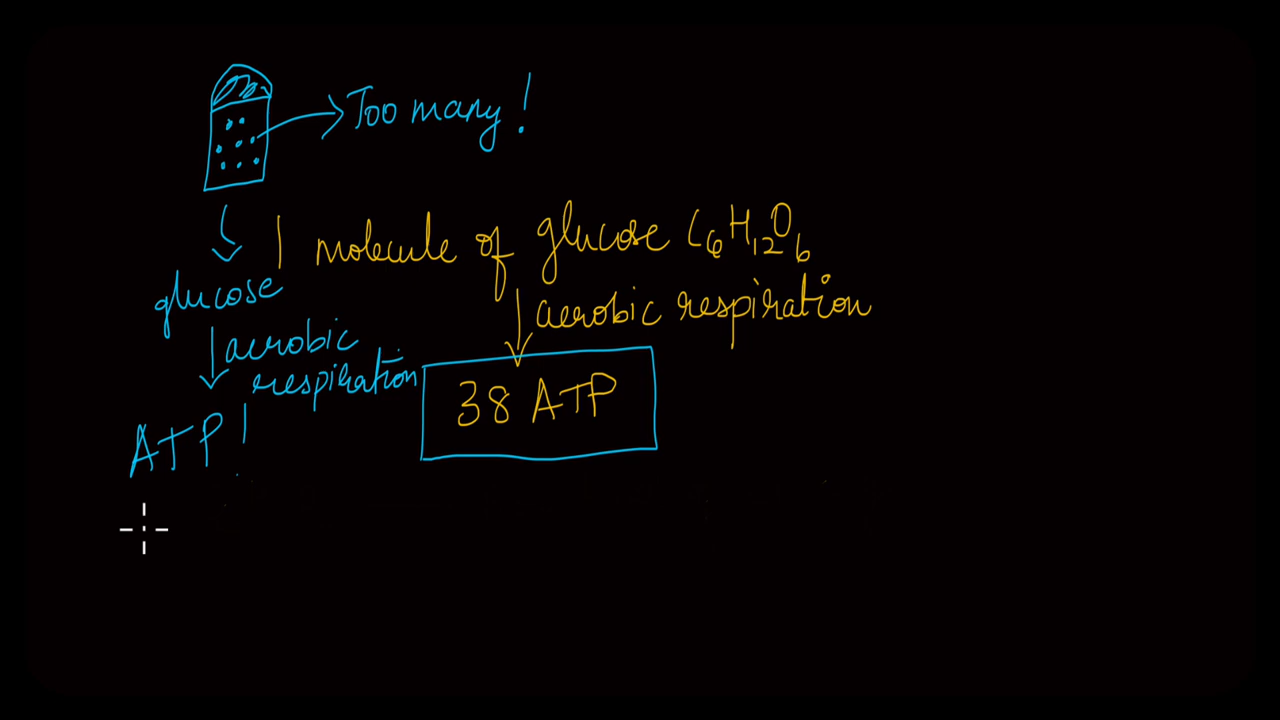 Too many!
1 molecule of glucose C₆H₁₂O₆
glucose
aerobic respiration
aerobic
respiration
38 ATP
ATP!